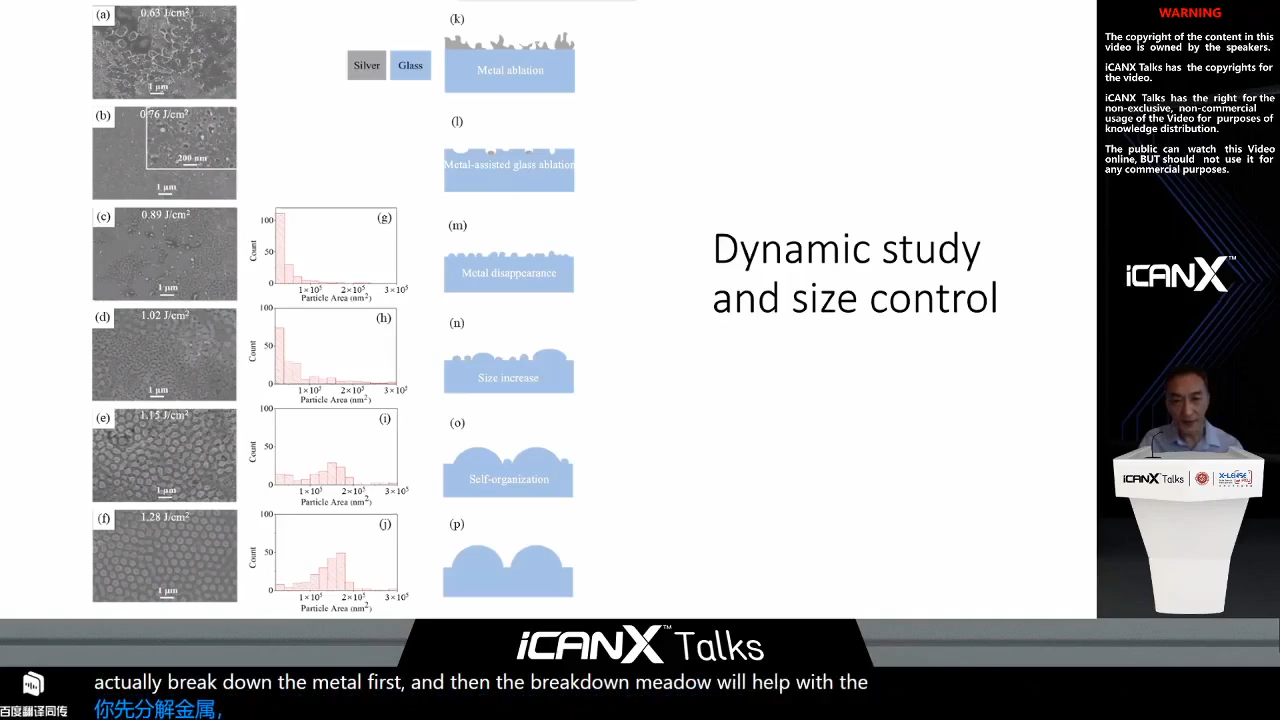 (a)
0.63 J/cm²
1 μm
(b)
0.76 J/cm²
200 nm
1 μm
(c)
0.89 J/cm²
1 μm
(d)
1.02 J/cm²
1 μm
(e)
1.15 J/cm²
1 μm
(f)
1.28 J/cm²
1 μm
(g)
100
50
0
Count
1×10⁵ 2×10⁵ 3×10⁵
Particle Area (nm²)
(h)
100
50
0
Count
1×10⁵ 2×10⁵ 3×10⁵
Particle Area (nm²)
(i)
100
50
0
Count
1×10⁵ 2×10⁵ 3×10⁵
Particle Area (nm²)
(j)
100
50
0
Count
1×10⁵ 2×10⁵ 3×10⁵
Particle Area (nm²)
Silver Glass
(k)
Metal ablation
(l)
Metal-assisted glass ablation
(m)
Metal disappearance
(n)
Size increase
(o)
Self-organization
(p)
Dynamic study
and size control
WARNING
The copyright of the content in this
video is owned by the speakers.
iCANX Talks has the copyrights for
the video.
iCANX Talks has the right for the
non-exclusive, non-commercial
usage of the Video for purposes of
knowledge distribution.
The public can watch this Video
online, BUT should not use it for
any commercial purposes.
iCANX™
iCANX Talks
iCANX™ Talks
actually break down the metal first, and then the breakdown meadow will help with the
你先分解金属,
百度翻译同传